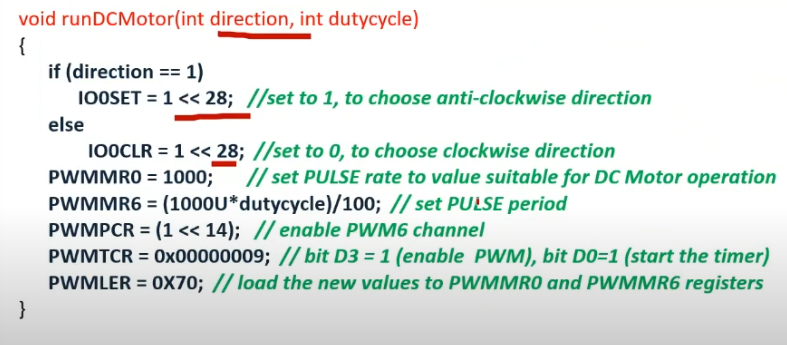 void runDCMotor(int direction, int dutycycle)
{
if (direction == 1)
IO0SET = 1 << 28; //set to 1, to choose anti-clockwise direction
else
IO0CLR = 1 << 28; //set to 0, to choose clockwise direction
PWMMR0 = 1000; // set PULSE rate to value suitable for DC Motor operation
PWMMR6 = (1000U*dutycycle)/100; // set PULSE period
PWMPCR = (1 << 14); // enable PWM6 channel
PWMTCR = 0x00000009; // bit D3 = 1 (enable PWM), bit D0=1 (start the timer)
PWMLER = 0X70; // load the new values to PWMMR0 and PWMMR6 registers
}